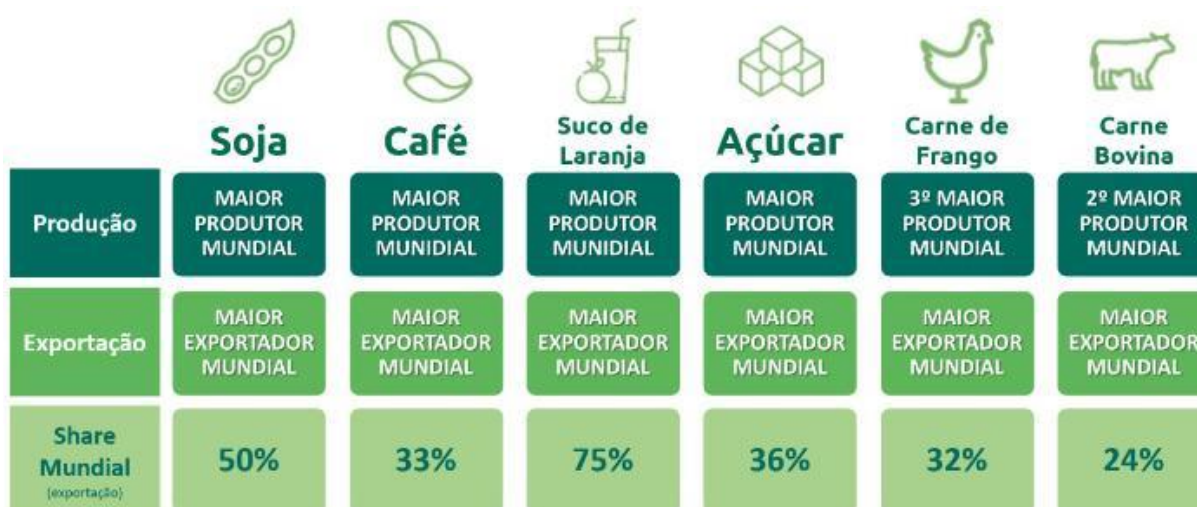 Soja
Café
Suco de
Laranja
Açúcar
Carne de
Frango
Carne
Bovina
Produção
MAIOR
PRODUTOR
MUNDIAL
MAIOR
PRODUTOR
MUNIDIAL
MAIOR
PRODUTOR
MUNIDIAL
MAIOR
PRODUTOR
MUNDIAL
3º MAIOR
PRODUTOR
MUNDIAL
2º MAIOR
PRODUTOR
MUNDIAL
Exportação
MAIOR
EXPORTADOR
MUNDIAL
MAIOR
EXPORTADOR
MUNDIAL
MAIOR
EXPORTADOR
MUNDIAL
MAIOR
EXPORTADOR
MUNDIAL
MAIOR
EXPORTADOR
MUNDIAL
MAIOR
EXPORTADOR
MUNDIAL
Share
Mundial
(exportação)
50%
33%
75%
36%
32%
24%